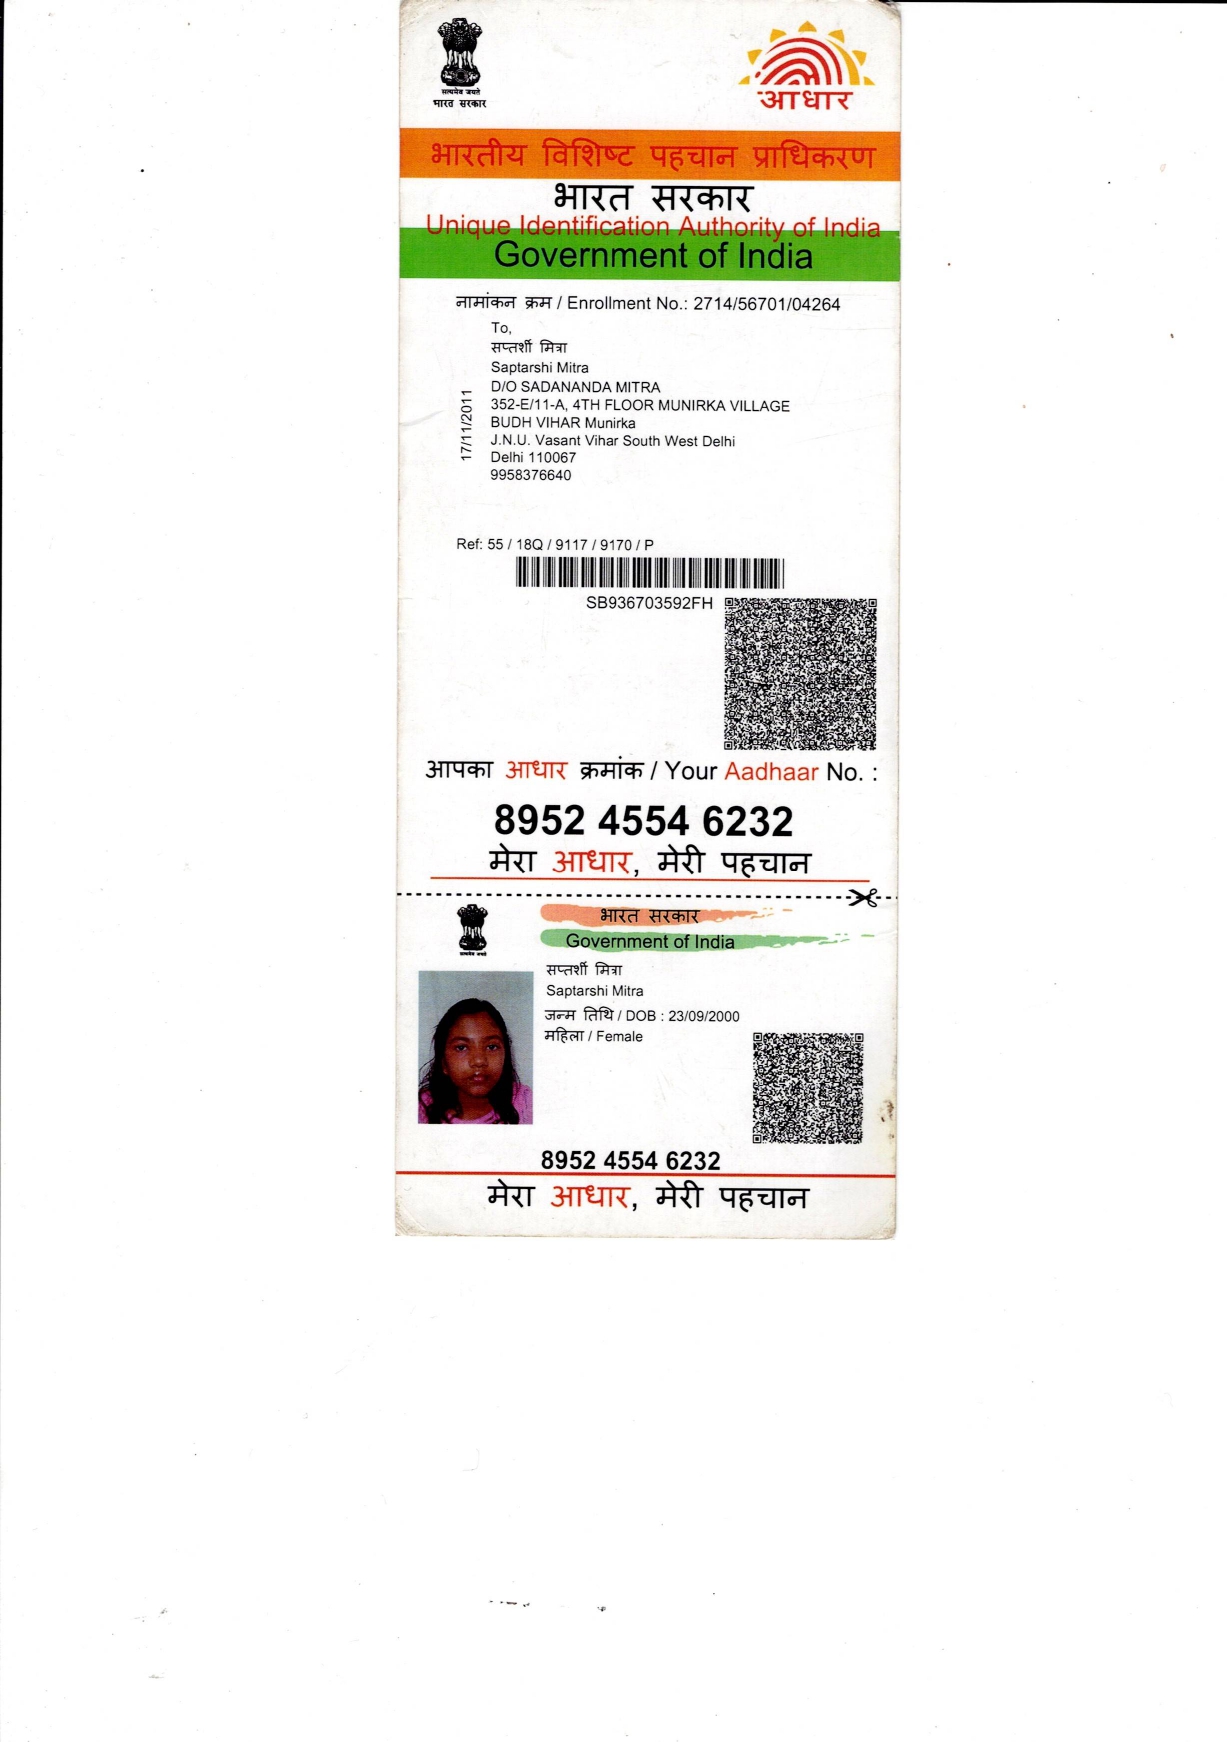 सत्यमेव जयते
भारत सरकार
आधार
भारतीय विशिष्ट पहचान प्राधिकरण
भारत सरकार
Unique Identification Authority of India
Government of India
नामांकन क्रम / Enrollment No.: 2714/56701/04264
To,
सप्तर्शी मित्रा
Saptarshi Mitra
D/O SADANANDA MITRA
352-E/11-A, 4TH FLOOR MUNIRKA VILLAGE
BUDH VIHAR Munirka
J.N.U. Vasant Vihar South West Delhi
Delhi 110067
9958376640
17/11/2011
Ref: 55 / 18Q / 9117 / 9170 / P
SB936703592FH
आपका आधार क्रमांक / Your Aadhaar No. :
8952 4554 6232
मेरा आधार, मेरी पहचान
भारत सरकार
Government of India
सत्यमेव जयते
सप्तर्शी मित्रा
Saptarshi Mitra
जन्म तिथि / DOB : 23/09/2000
महिला / Female
8952 4554 6232
मेरा आधार, मेरी पहचान